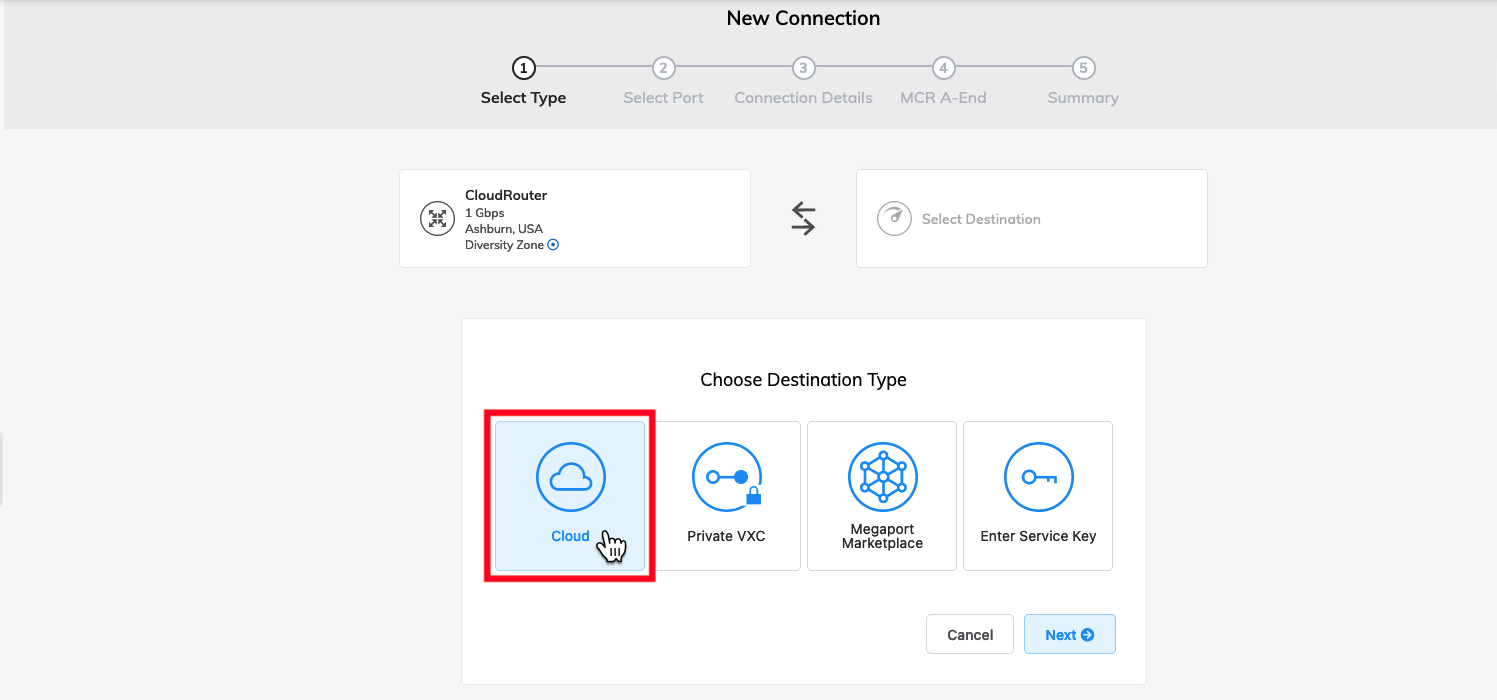 New Connection
1 2 3 4 5
Select Type Select Port Connection Details MCR A-End Summary
CloudRouter
1 Gbps
Ashburn, USA
Diversity Zone
Select Destination
Choose Destination Type
Cloud
Private VXC
Megaport
Marketplace
Enter Service Key
Cancel
Next